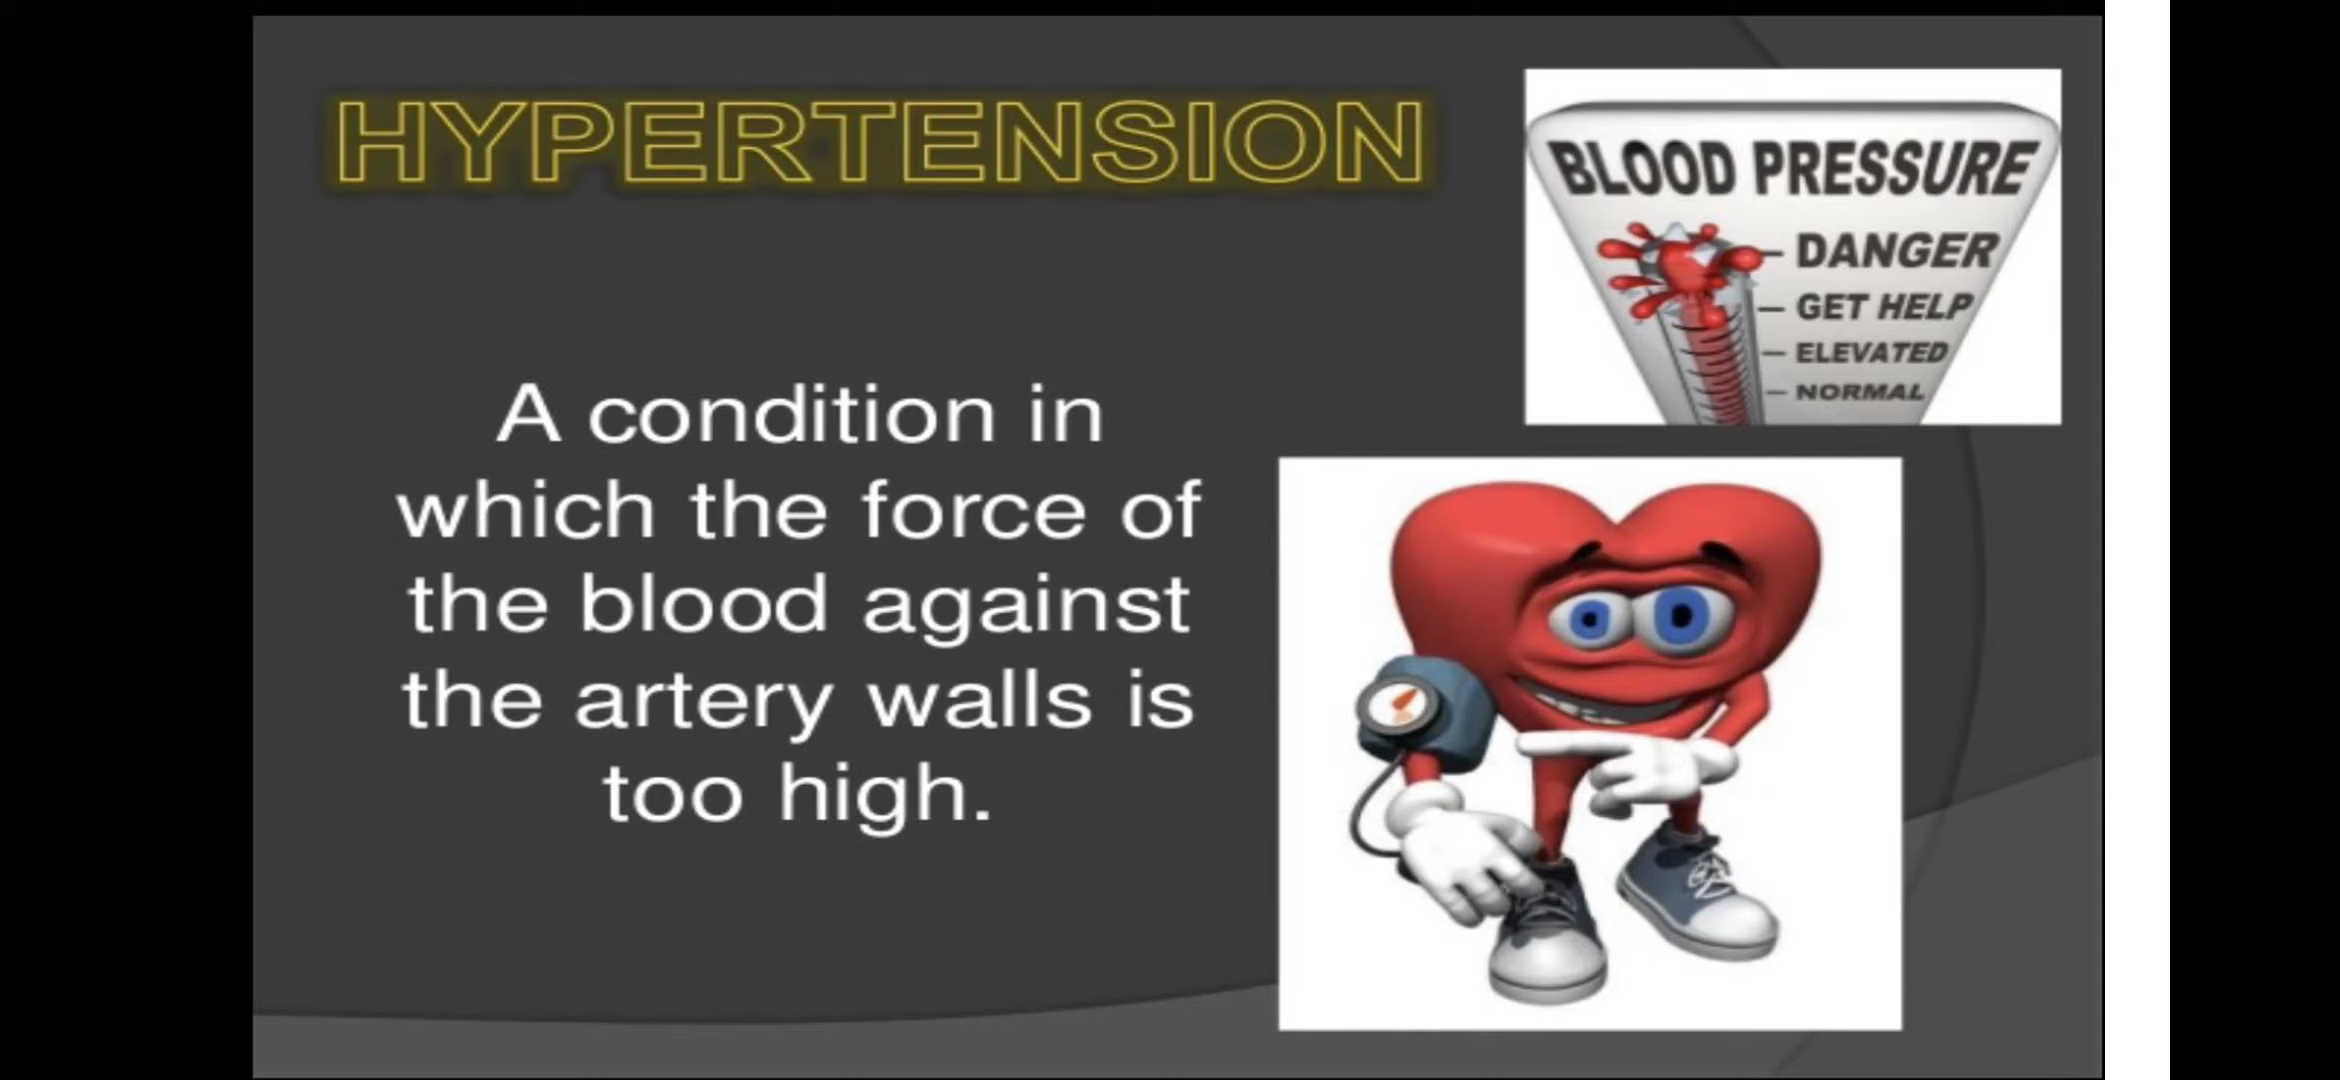 HYPERTENSION
BLOOD PRESSURE
DANGER
GET HELP
ELEVATED
NORMAL
A condition in
which the force of
the blood against
the artery walls is
too high.